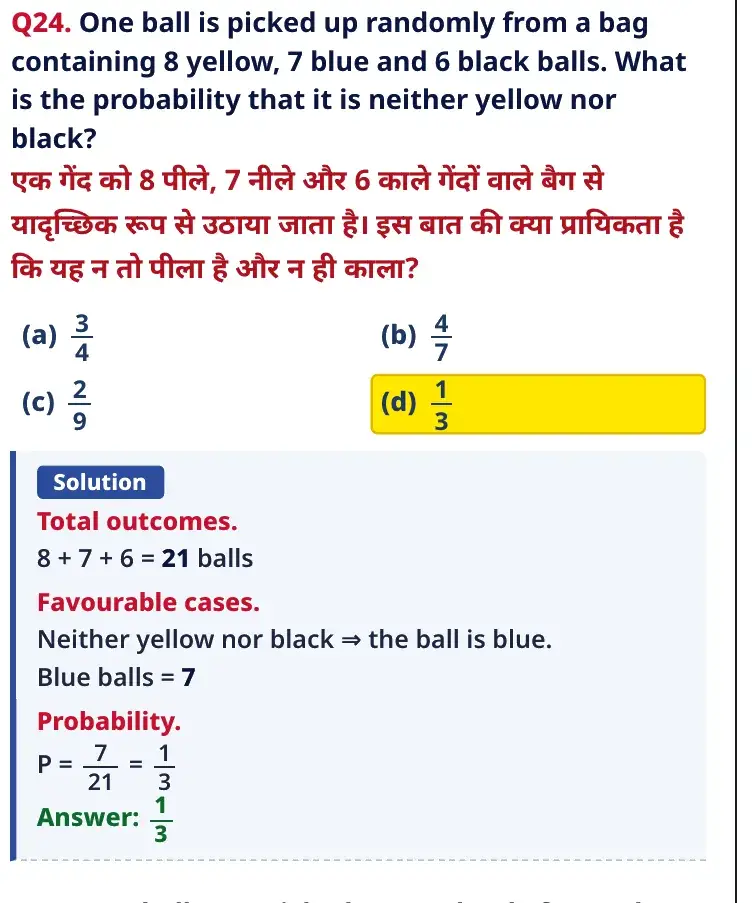 Q24. One ball is picked up randomly from a bag
containing 8 yellow, 7 blue and 6 black balls. What
is the probability that it is neither yellow nor
black?
एक गेंद को 8 पीले, 7 नीले और 6 काले गेंदों वाले बैग से
यादृच्छिक रूप से उठाया जाता है। इस बात की क्या प्रायिकता है
कि यह न तो पीला है और न ही काला?
(a) 3/4 (b) 4/7
(c) 2/9 (d) 1/3
Solution
Total outcomes.
8 + 7 + 6 = 21 balls
Favourable cases.
Neither yellow nor black ⇒ the ball is blue.
Blue balls = 7
Probability.
P = 7/21 = 1/3
Answer: 1/3